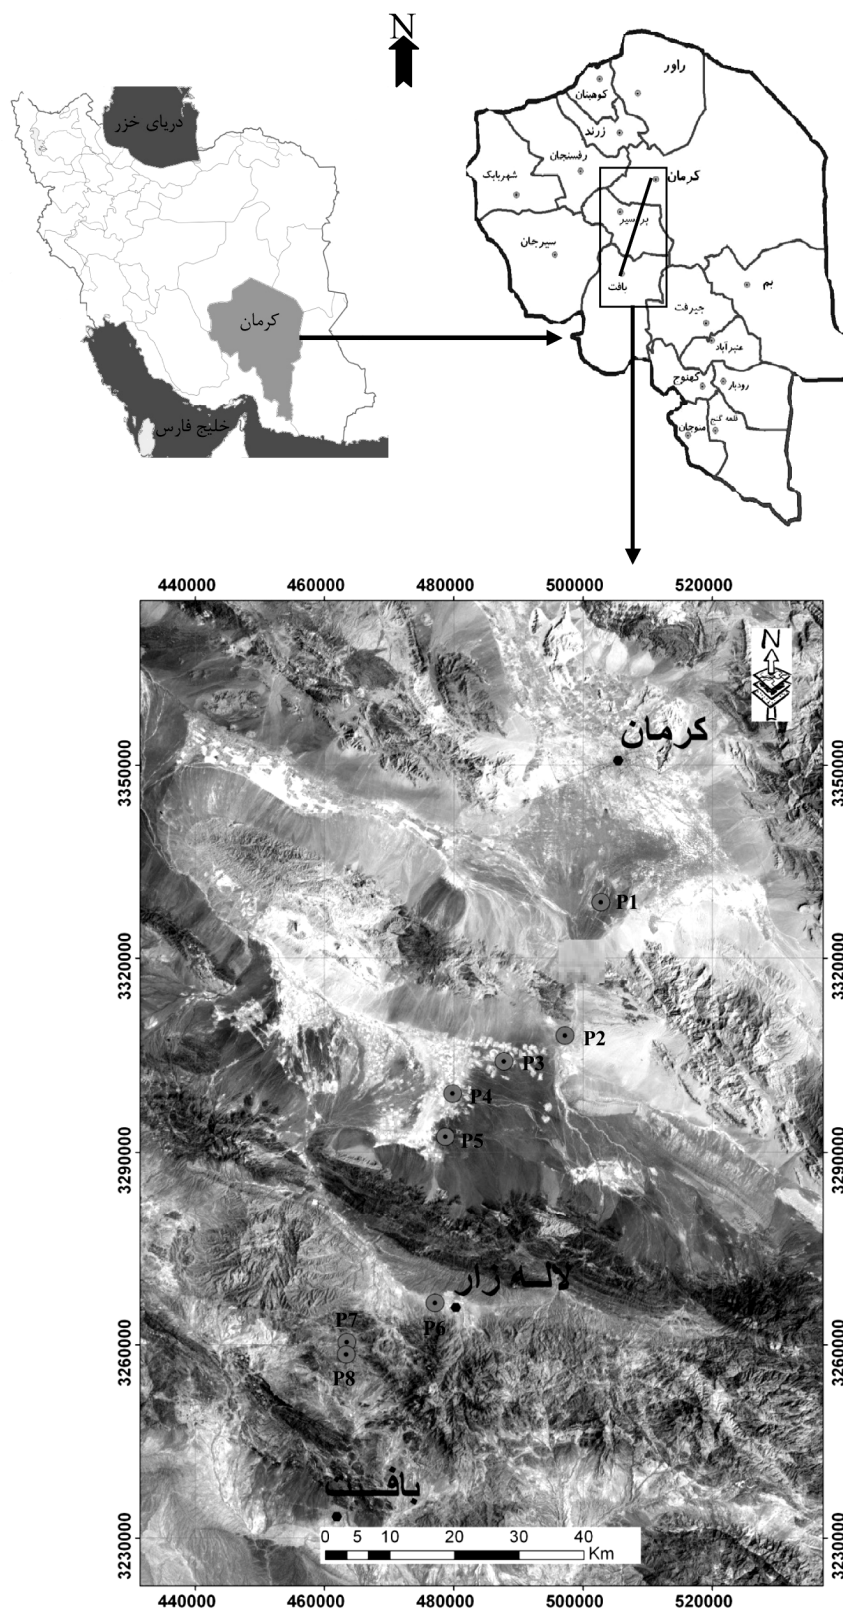 N
دریای خزر
کرمان
خلیج فارس
راور
کوهبنان
زرند
رفسنجان
شهربابک
کرمان
بردسیر
سیرجان
بافت
بم
جیرفت
عنبرآباد
کهنوج
رودبار
قلعه گنج
منوجان
440000 460000 480000 500000 520000
N
کرمان
3350000 3350000
P1
3320000 3320000
P2
P3
P4
P5
3290000 3290000
لالـه زار
P6
P7
3260000 3260000
P8
بافـت
3230000 3230000
0 5 10 20 30 40
Km
440000 460000 480000 500000 520000